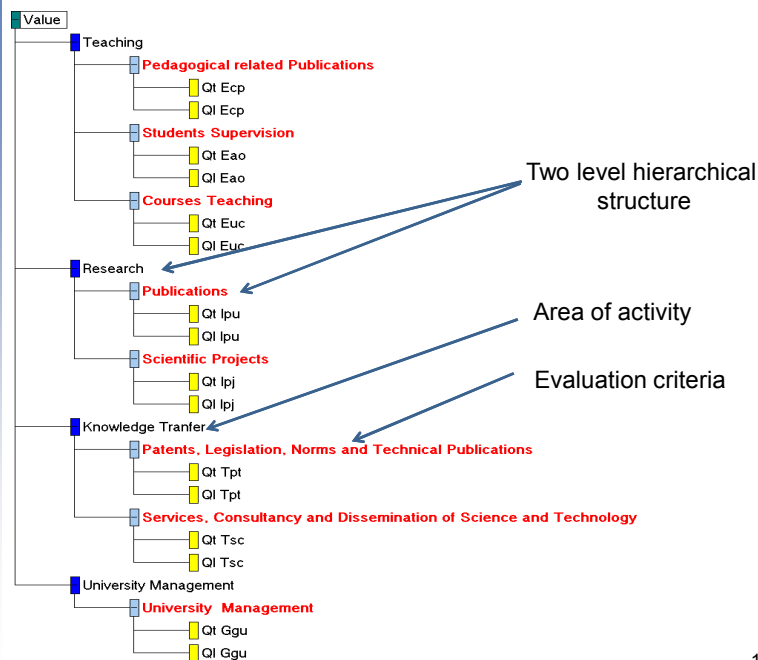 Value
Teaching
Pedagogical related Publications
Qt Ecp
Ql Ecp
Students Supervision
Qt Eao
Ql Eao
Courses Teaching
Qt Euc
Ql Euc
Research
Publications
Qt Ipu
Ql Ipu
Scientific Projects
Qt Ipj
Ql Ipj
Knowledge Tranfer
Patents, Legislation, Norms and Technical Publications
Qt Tpt
Ql Tpt
Services, Consultancy and Dissemination of Science and Technology
Qt Tsc
Ql Tsc
University Management
University Management
Qt Ggu
Ql Ggu
Two level hierarchical
structure
Area of activity
Evaluation criteria